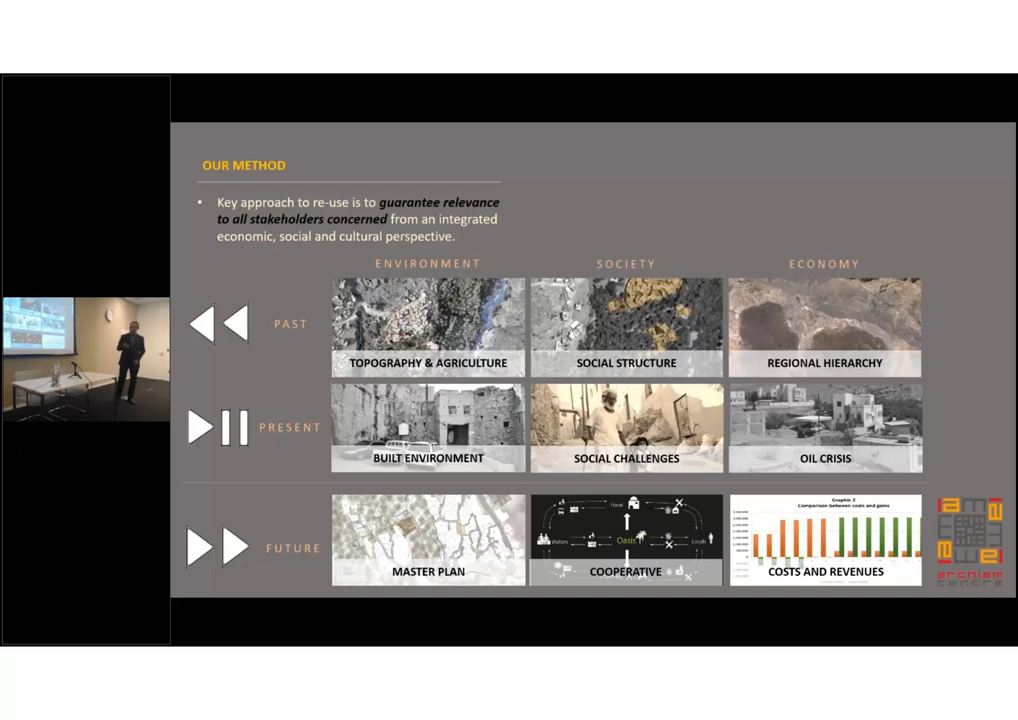 OUR METHOD
• Key approach to re-use is to guarantee relevance
to all stakeholders concerned from an integrated
economic, social and cultural perspective.
ENVIRONMENT SOCIETY ECONOMY
PAST
TOPOGRAPHY & AGRICULTURE SOCIAL STRUCTURE REGIONAL HIERARCHY
PRESENT
BUILT ENVIRONMENT SOCIAL CHALLENGES OIL CRISIS
FUTURE
Graphic 2
Comparison between costs and gains
Hotel
Visitors Oasis Locals
MASTER PLAN COOPERATIVE COSTS AND REVENUES
archiam
centre